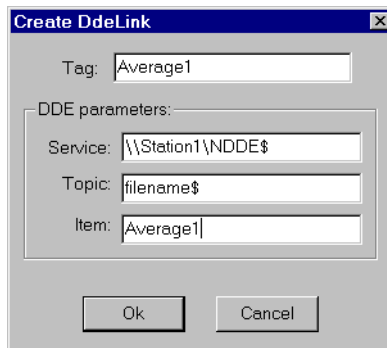 Create DdeLink
Tag: Average1
DDE parameters:
Service: \\Station1\NDDE$
Topic: filename$
Item: Average1
Ok Cancel